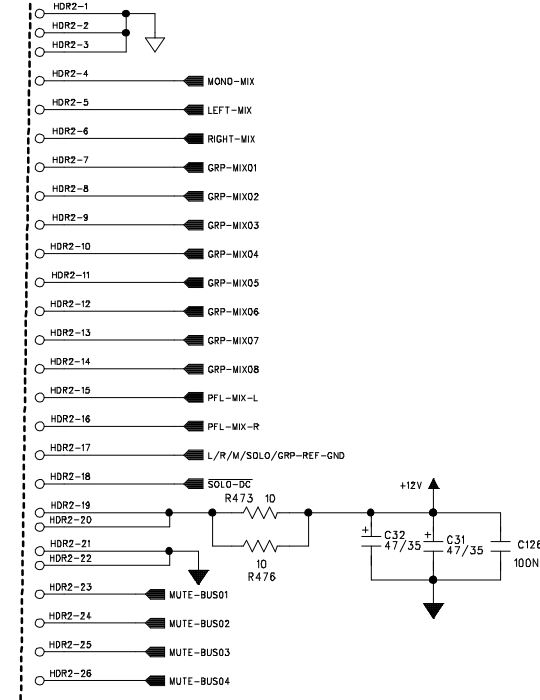 HDR2-1
HDR2-2
HDR2-3
HDR2-4 MONO-MIX
HDR2-5 LEFT-MIX
HDR2-6 RIGHT-MIX
HDR2-7 GRP-MIX01
HDR2-8 GRP-MIX02
HDR2-9 GRP-MIX03
HDR2-10 GRP-MIX04
HDR2-11 GRP-MIX05
HDR2-12 GRP-MIX06
HDR2-13 GRP-MIX07
HDR2-14 GRP-MIX08
HDR2-15 PFL-MIX-L
HDR2-16 PFL-MIX-R
HDR2-17 L/R/M/SOLO/GRP-REF-GND
HDR2-18 SOLO-DC
+12V
R473 10
HDR2-19
HDR2-20
+ C32
47/35
+ C31
47/35
C126
100N
HDR2-21
HDR2-22
10
R476
HDR2-23 MUTE-BUS01
HDR2-24 MUTE-BUS02
HDR2-25 MUTE-BUS03
HDR2-26 MUTE-BUS04